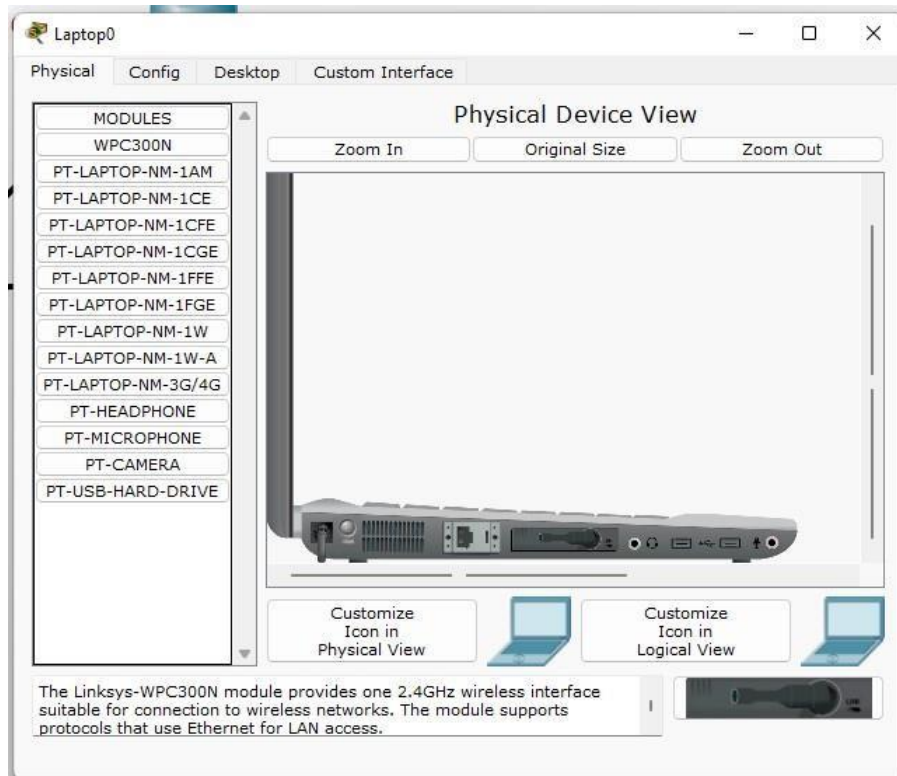 Laptop0
Physical Config Desktop Custom Interface
MODULES
WPC300N
PT-LAPTOP-NM-1AM
PT-LAPTOP-NM-1CE
PT-LAPTOP-NM-1CFE
PT-LAPTOP-NM-1CGE
PT-LAPTOP-NM-1FFE
PT-LAPTOP-NM-1FGE
PT-LAPTOP-NM-1W
PT-LAPTOP-NM-1W-A
PT-LAPTOP-NM-3G/4G
PT-HEADPHONE
PT-MICROPHONE
PT-CAMERA
PT-USB-HARD-DRIVE
Physical Device View
Zoom In Original Size Zoom Out
Customize
Icon in
Physical View
Customize
Icon in
Logical View
The Linksys-WPC300N module provides one 2.4GHz wireless interface
suitable for connection to wireless networks. The module supports
protocols that use Ethernet for LAN access.